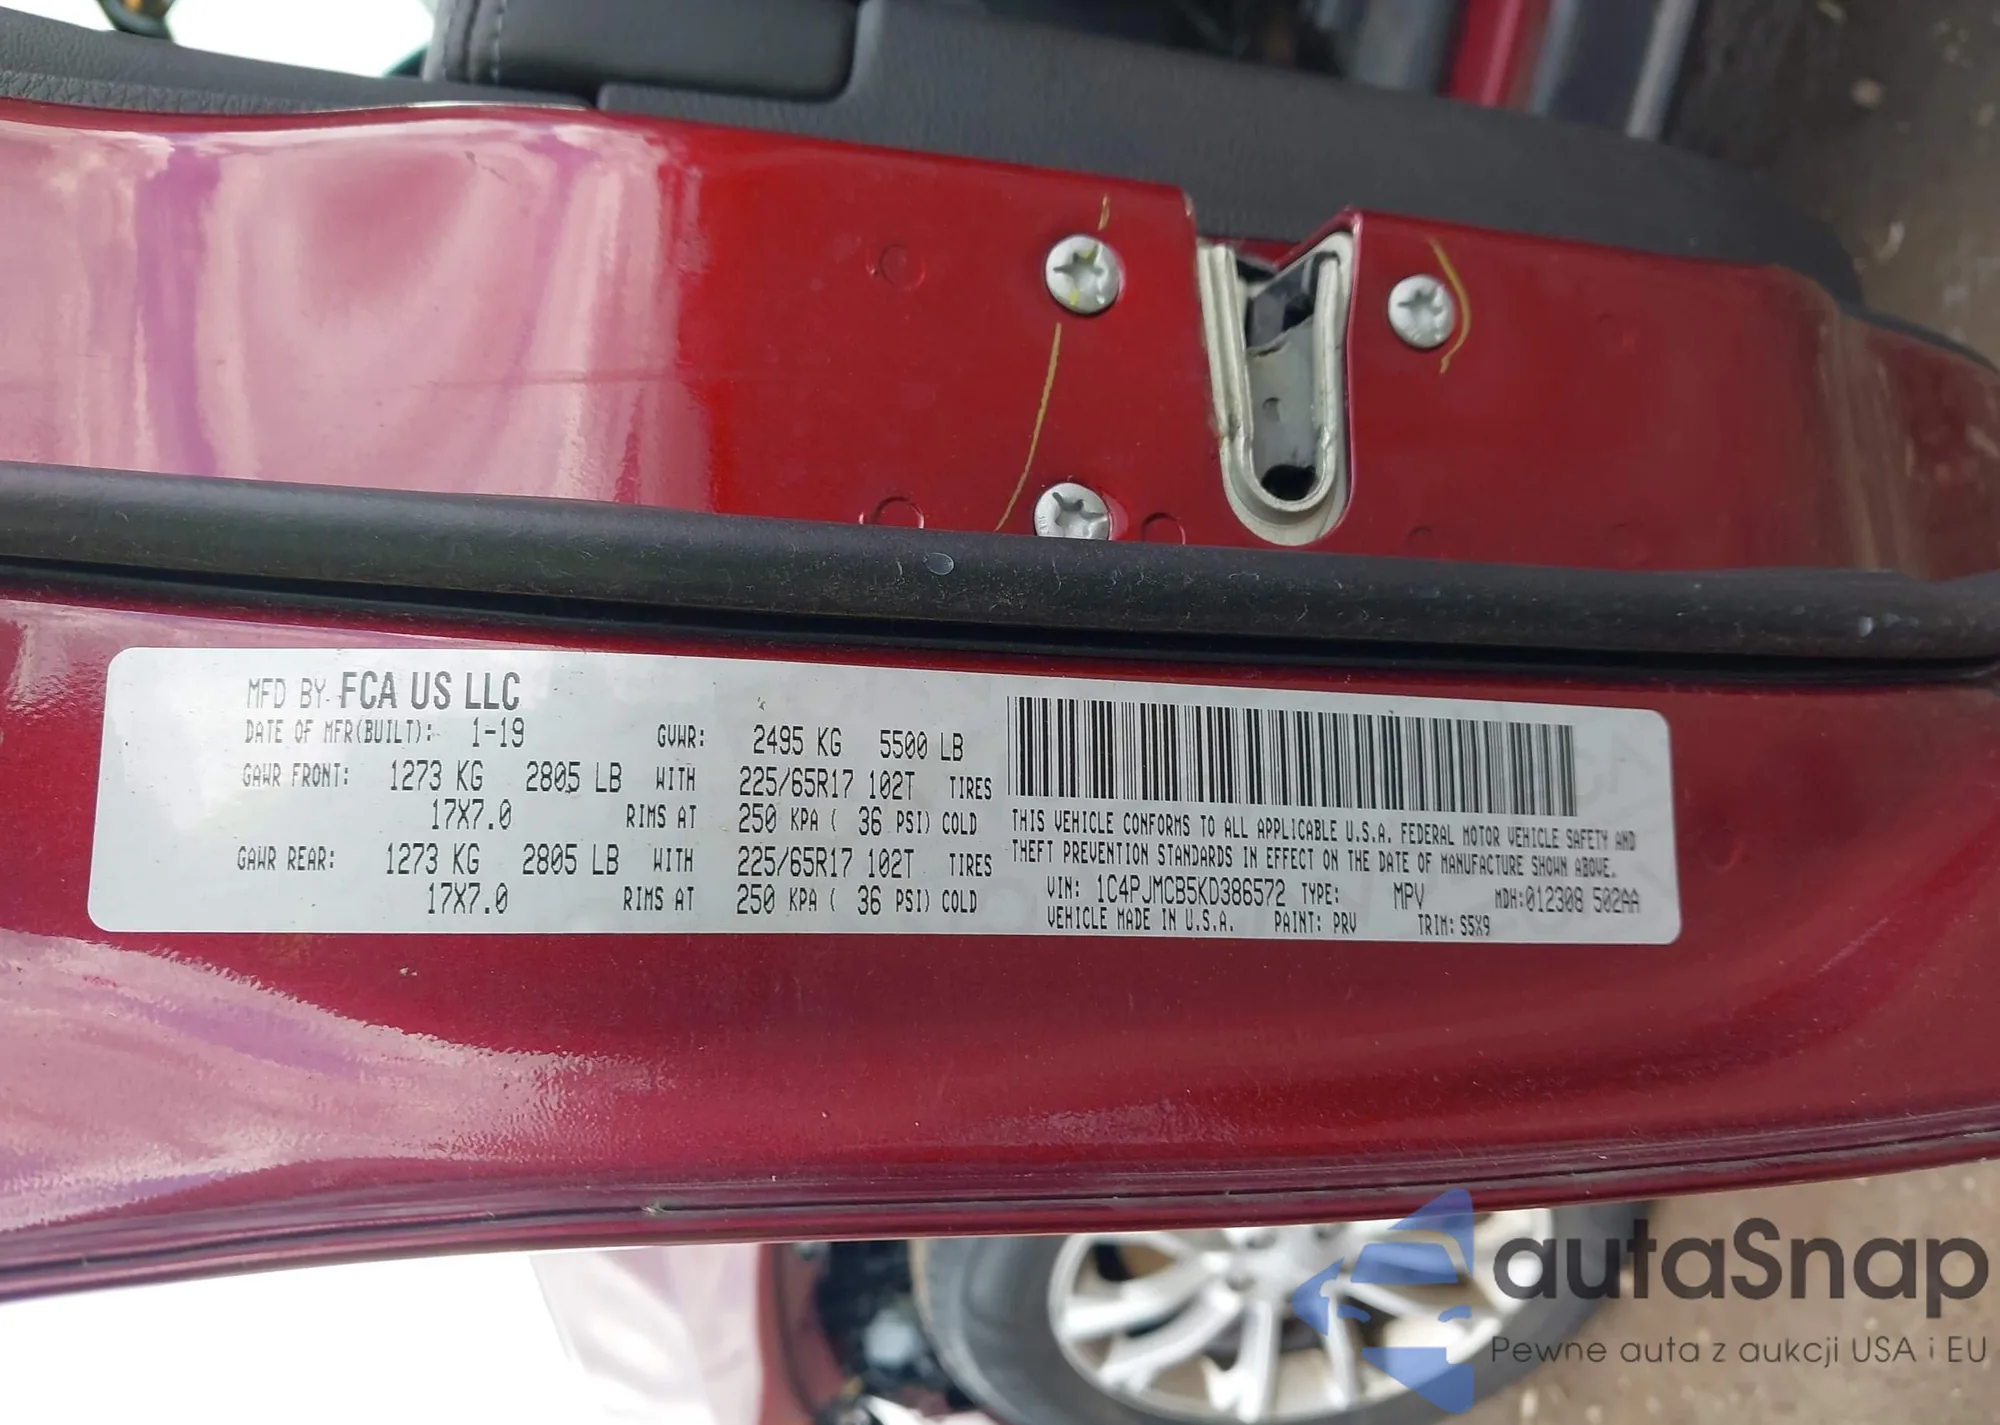 MFD BY FCA US LLC
DATE OF MFR(BUILT): 1-19 GVWR: 2495 KG 5500 LB
GAWR FRONT: 1273 KG 2805 LB WITH 225/65R17 102T TIRES
17X7.0 RIMS AT 250 KPA ( 36 PSI) COLD
GAWR REAR: 1273 KG 2805 LB WITH 225/65R17 102T TIRES
17X7.0 RIMS AT 250 KPA ( 36 PSI) COLD
THIS VEHICLE CONFORMS TO ALL APPLICABLE U.S.A. FEDERAL MOTOR VEHICLE SAFETY AND
THEFT PREVENTION STANDARDS IN EFFECT ON THE DATE OF MANUFACTURE SHOWN ABOVE.
VIN: 1C4PJMCB5KD386572 TYPE: MPV MDH:012308 502AA
VEHICLE MADE IN U.S.A. PAINT: PRV TRIM: S5X9
autaSnap
Pewne auta z aukcji USA i EU